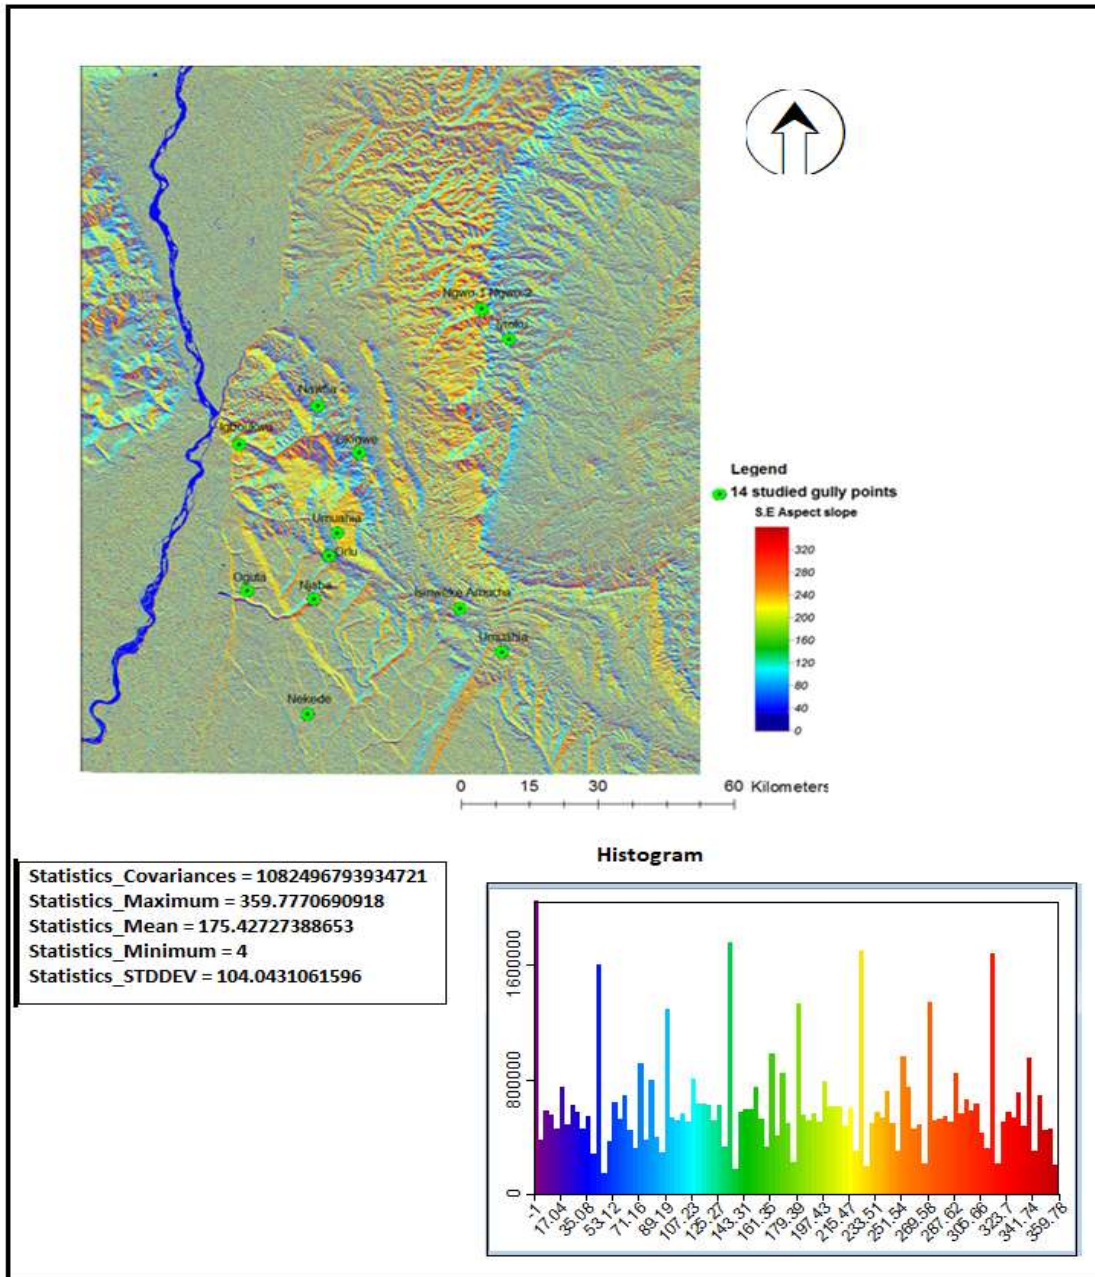 Ngwo-1 Ngwo-2
Nawfia
Igboukwu
Okigwe
Umuahia
Orlu
Oguta
Njaba
Isinweke Amucha
Umuahia
Nekede
Legend
14 studied gully points
S.E Aspect slope
320
280
240
200
160
120
80
40
0
0 15 30 60 Kilometers
Histogram
Statistics_Covariances = 1082496793934721
Statistics_Maximum = 359.7770690918
Statistics_Mean = 175.42727388653
Statistics_Minimum = 4
Statistics_STDDEV = 104.0431061596
1600000
800000
0
-1 17.04 35.08 53.12 71.16 89.19 107.23 125.27 143.31 161.35 179.39 197.43 215.47 233.51 251.54 269.58 287.62 305.66 323.7 341.74 359.78